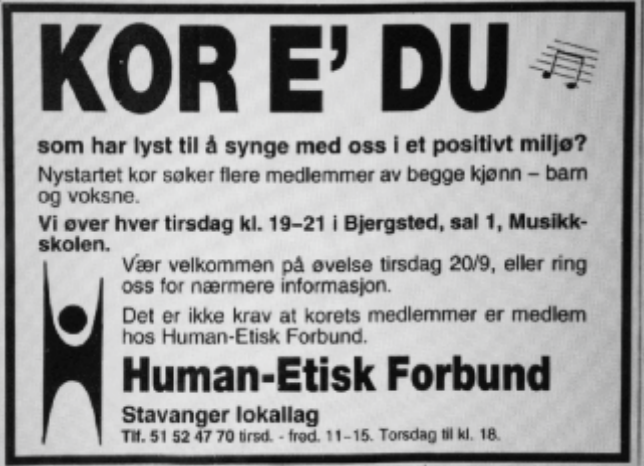 KOR E' DU
som har lyst til å synge med oss i et positivt miljø?
Nystartet kor søker flere medlemmer av begge kjønn – barn
og voksne.
Vi øver hver tirsdag kl. 19–21 i Bjergsted, sal 1, Musikk-
skolen.
Vær velkommen på øvelse tirsdag 20/9, eller ring
oss for nærmere informasjon.
Det er ikke krav at korets medlemmer er medlem
hos Human-Etisk Forbund.
Human-Etisk Forbund
Stavanger lokallag
Tlf. 51 52 47 70 tirsd. - fred. 11–15. Torsdag til kl. 18.